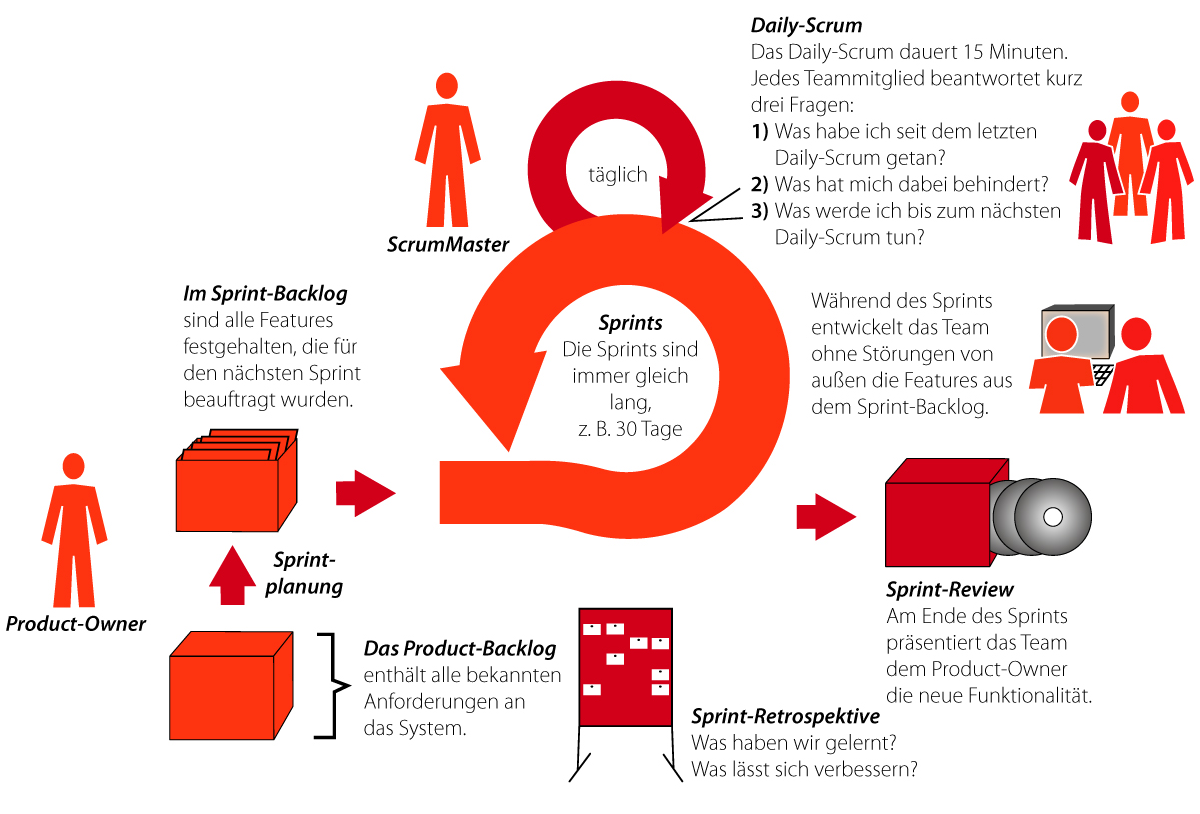 Daily-Scrum
Das Daily-Scrum dauert 15 Minuten.
Jedes Teammitglied beantwortet kurz
drei Fragen:
1) Was habe ich seit dem letzten
Daily-Scrum getan?
2) Was hat mich dabei behindert?
3) Was werde ich bis zum nächsten
Daily-Scrum tun?
täglich
ScrumMaster
Im Sprint-Backlog
sind alle Features
festgehalten, die für
den nächsten Sprint
beauftragt wurden.
Sprints
Die Sprints sind
immer gleich
lang,
z. B. 30 Tage
Während des Sprints
entwickelt das Team
ohne Störungen von
außen die Features aus
dem Sprint-Backlog.
Product-Owner
Sprint-
planung
Das Product-Backlog
enthält alle bekannten
Anforderungen an
das System.
Sprint-Review
Am Ende des Sprints
präsentiert das Team
dem Product-Owner
die neue Funktionalität.
Sprint-Retrospektive
Was haben wir gelernt?
Was lässt sich verbessern?